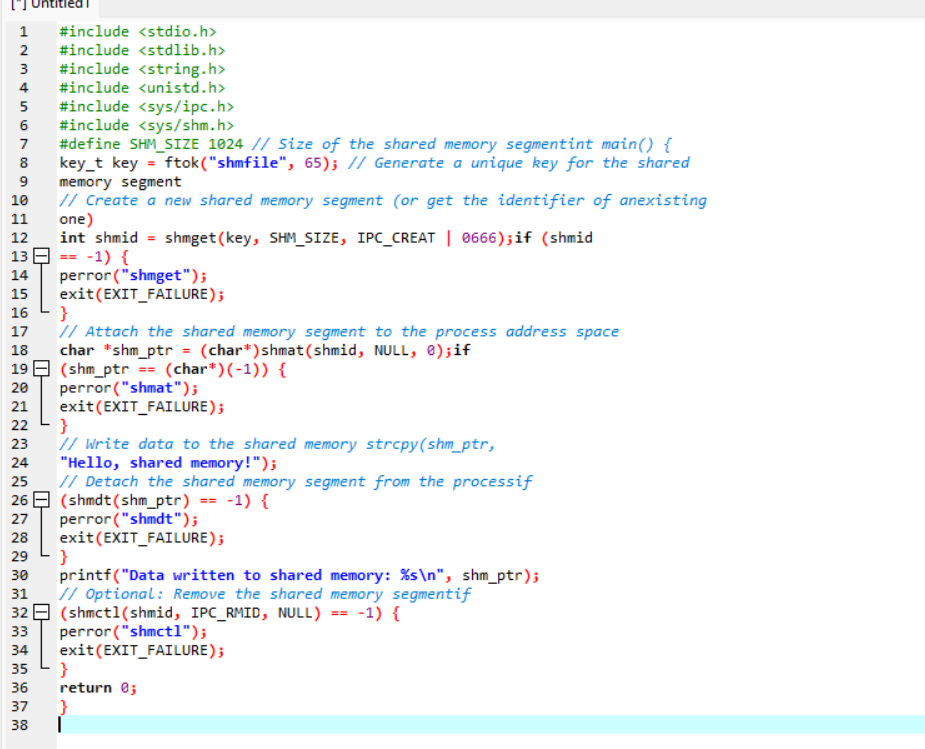 [*] Untitled1
1 #include <stdio.h>
2 #include <stdlib.h>
3 #include <string.h>
4 #include <unistd.h>
5 #include <sys/ipc.h>
6 #include <sys/shm.h>
7 #define SHM_SIZE 1024 // Size of the shared memory segmentint main() {
8 key_t key = ftok("shmfile", 65); // Generate a unique key for the shared
9 memory segment
10 // Create a new shared memory segment (or get the identifier of anexisting
11 one)
12 int shmid = shmget(key, SHM_SIZE, IPC_CREAT | 0666);if (shmid
13 == -1) {
14 perror("shmget");
15 exit(EXIT_FAILURE);
16 }
17 // Attach the shared memory segment to the process address space
18 char *shm_ptr = (char*)shmat(shmid, NULL, 0);if
19 (shm_ptr == (char*)(-1)) {
20 perror("shmat");
21 exit(EXIT_FAILURE);
22 }
23 // Write data to the shared memory strcpy(shm_ptr,
24 "Hello, shared memory!");
25 // Detach the shared memory segment from the processif
26 (shmdt(shm_ptr) == -1) {
27 perror("shmdt");
28 exit(EXIT_FAILURE);
29 }
30 printf("Data written to shared memory: %s\n", shm_ptr);
31 // Optional: Remove the shared memory segmentif
32 (shmctl(shmid, IPC_RMID, NULL) == -1) {
33 perror("shmctl");
34 exit(EXIT_FAILURE);
35 }
36 return 0;
37 }
38